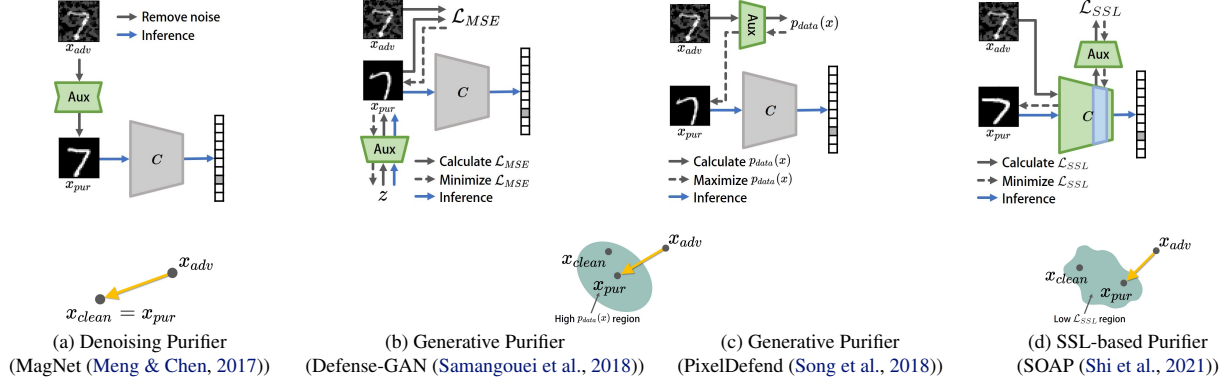 Remove noise
Inference
x_adv
Aux
x_pur
C
x_adv
L_MSE
x_pur
C
Aux
z
Calculate L_MSE
Minimize L_MSE
Inference
x_adv
Aux
p_data(x)
x_pur
C
Calculate p_data(x)
Maximize p_data(x)
Inference
L_SSL
x_adv
Aux
x_pur
C
Calculate L_SSL
Minimize L_SSL
Inference
x_adv
x_clean = x_pur
x_adv
x_clean
x_pur
High p_data(x) region
x_adv
x_clean
x_pur
Low L_SSL region
(a) Denoising Purifier
(MagNet (Meng & Chen, 2017))
(b) Generative Purifier
(Defense-GAN (Samangouei et al., 2018))
(c) Generative Purifier
(PixelDefend (Song et al., 2018))
(d) SSL-based Purifier
(SOAP (Shi et al., 2021))